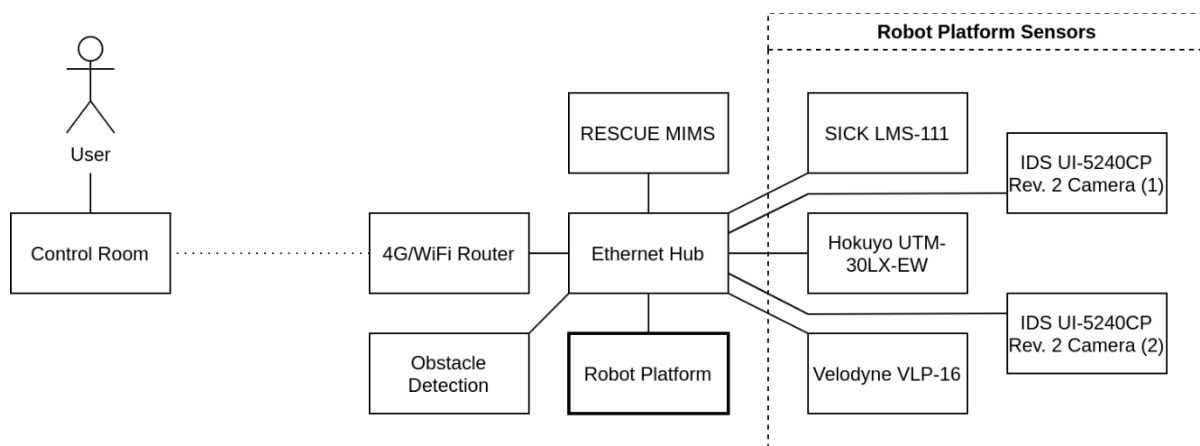 Robot Platform Sensors
User
RESCUE MIMS
SICK LMS-111
IDS UI-5240CP
Rev. 2 Camera (1)
Control Room
4G/WiFi Router
Ethernet Hub
Hokuyo UTM-
30LX-EW
IDS UI-5240CP
Rev. 2 Camera (2)
Obstacle
Detection
Robot Platform
Velodyne VLP-16